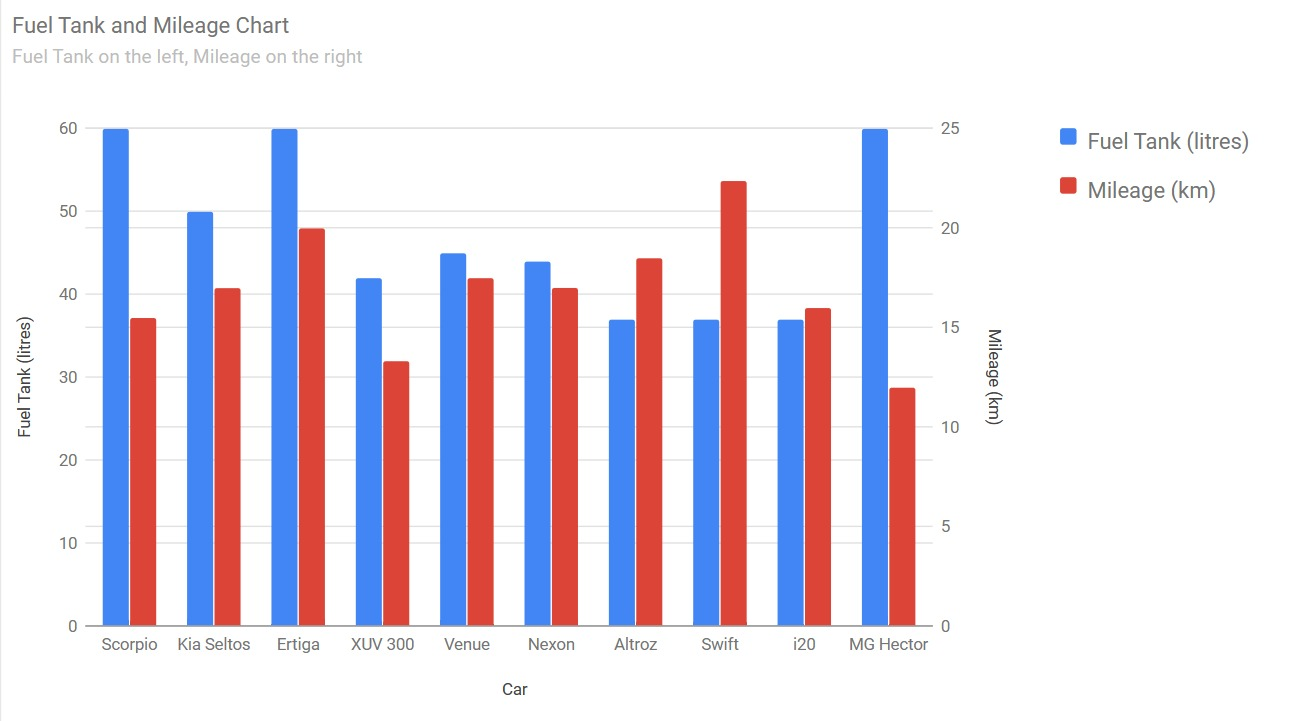 Fuel Tank and Mileage Chart
Fuel Tank on the left, Mileage on the right
60
50
40
30
20
10
0
Fuel Tank (litres)
25
20
15
10
5
0
Mileage (km)
Fuel Tank (litres)
Mileage (km)
Scorpio Kia Seltos Ertiga XUV 300 Venue Nexon Altroz Swift i20 MG Hector
Car